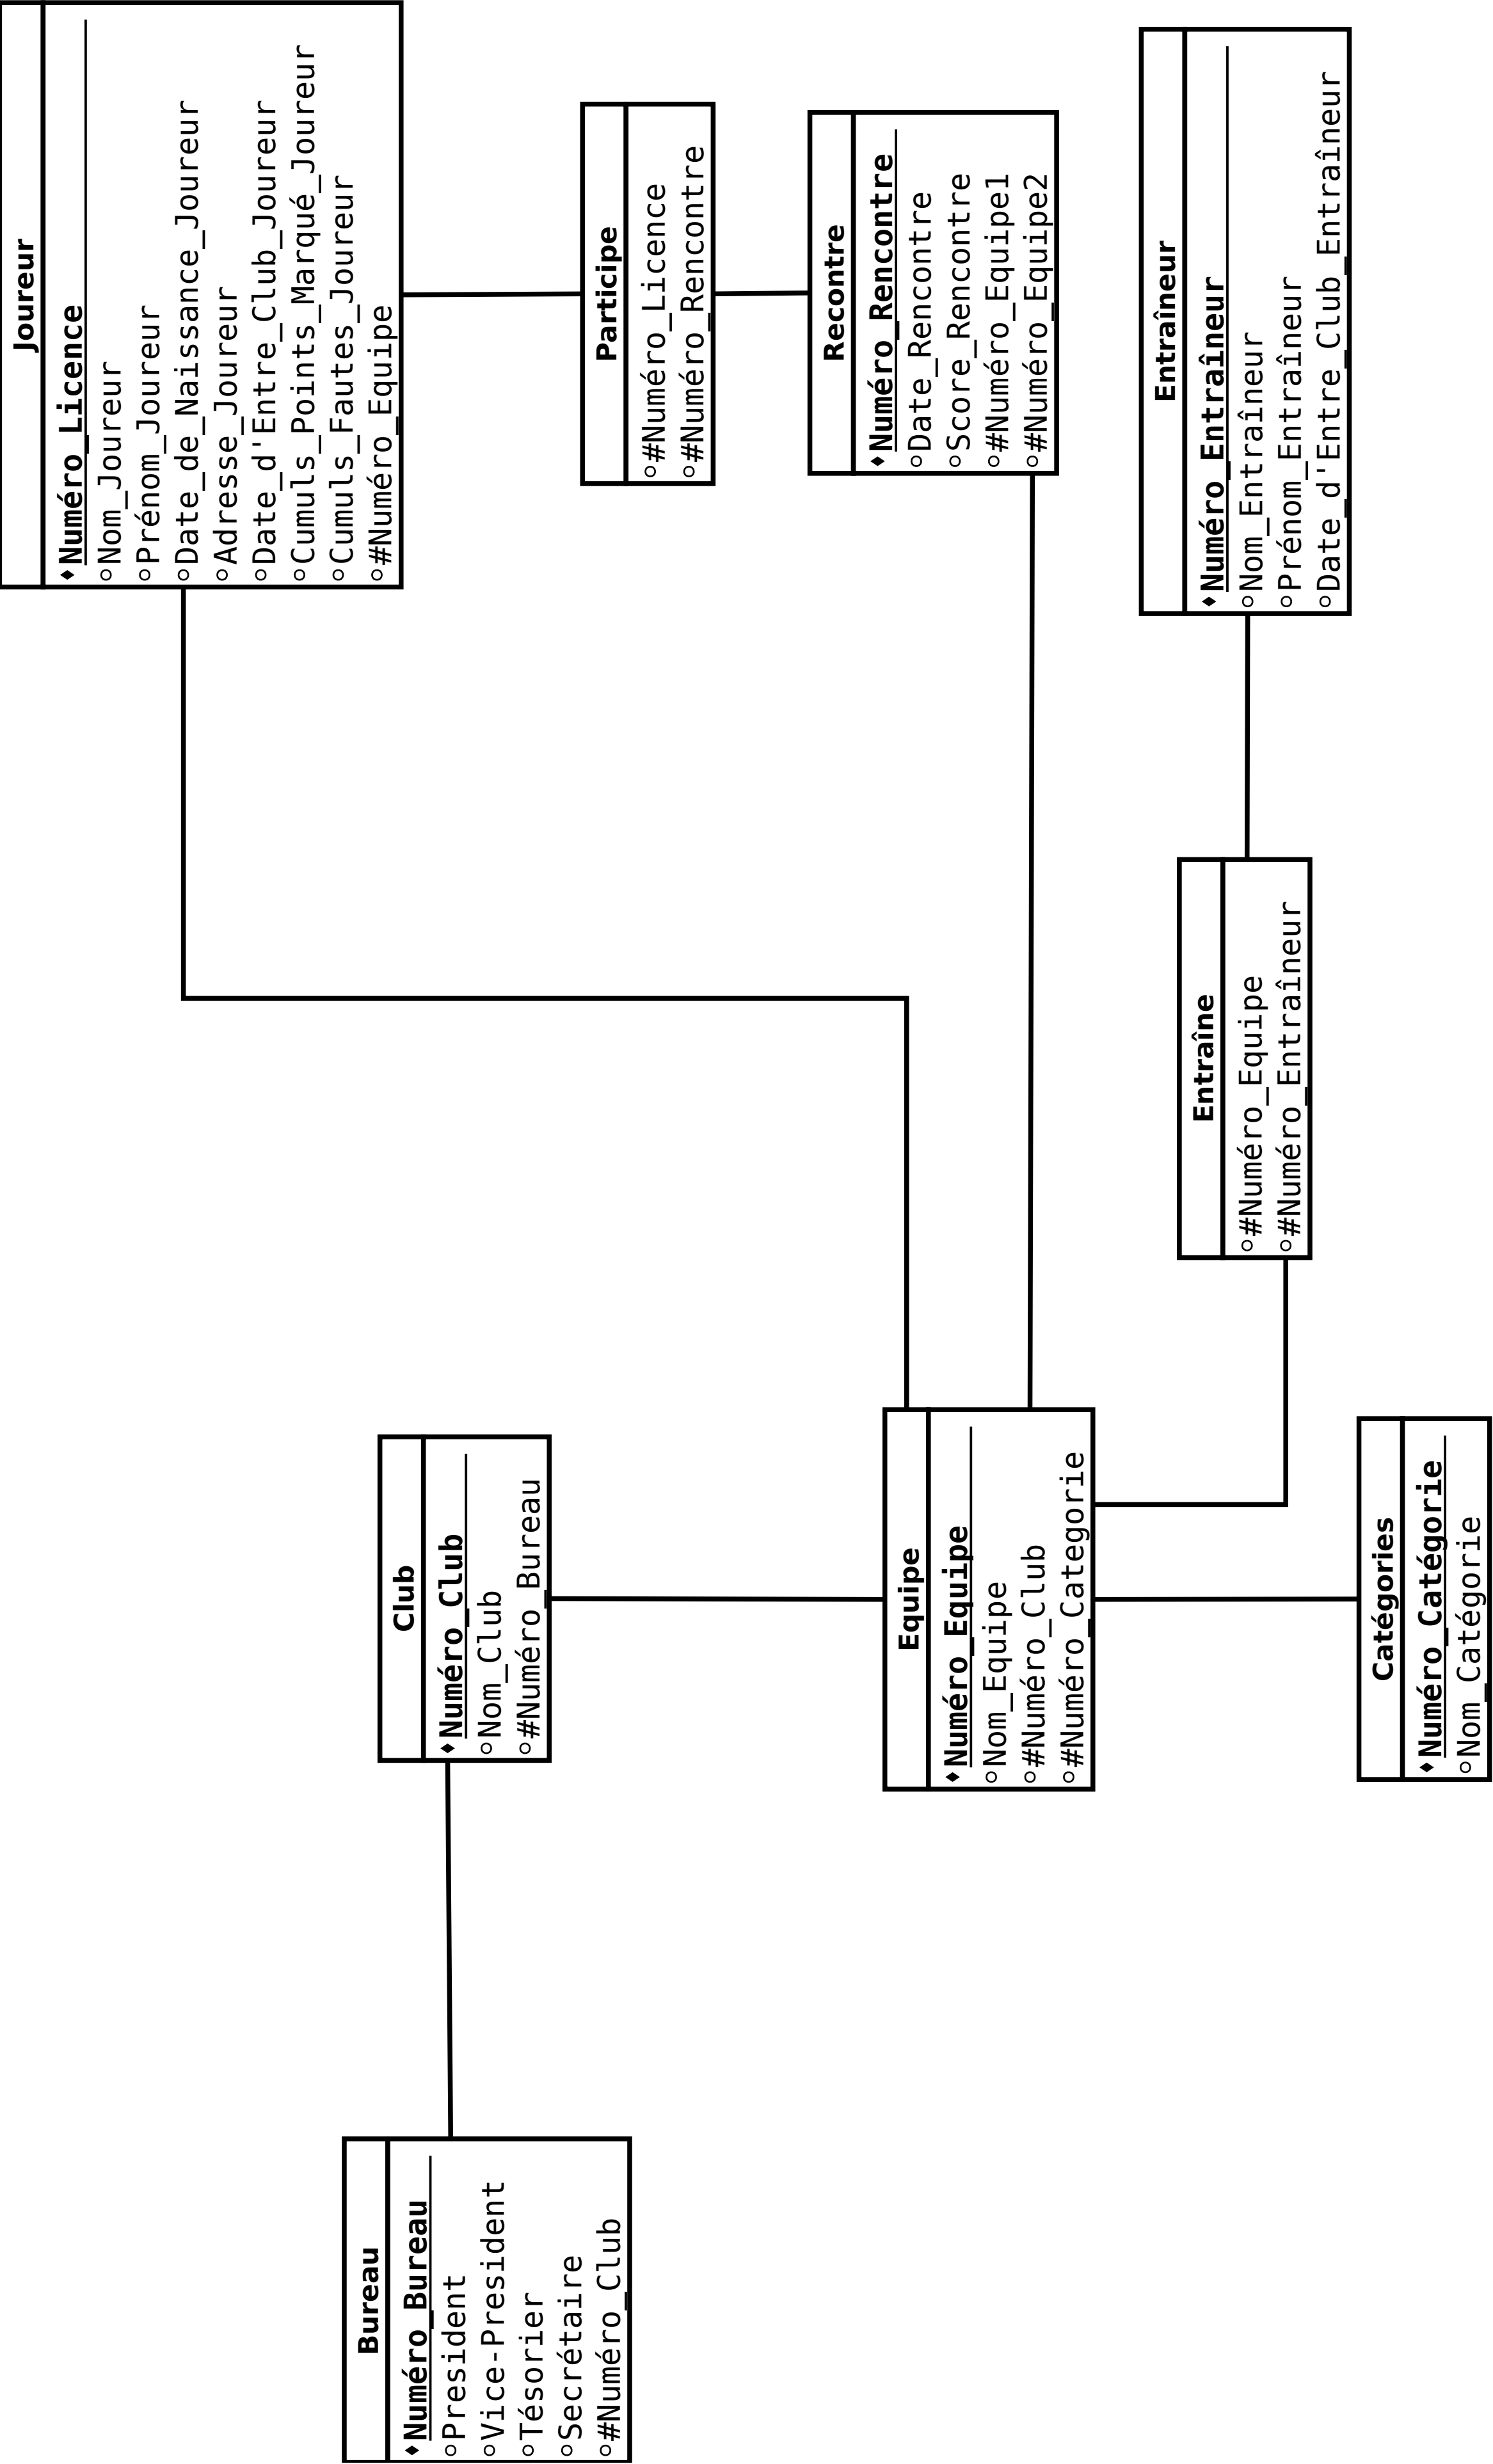 Joureur
Numéro_Licence
Nom_Joureur
Prénom_Joureur
Date_de_Naissance_Joureur
Adresse_Joureur
Date_d'Entre_Club_Joureur
Cumuls_Points_Marqué_Joureur
Cumuls_Fautes_Joureur
#Numéro_Equipe
Participe
#Numéro_Licence
#Numéro_Rencontre
Recontre
Numéro_Rencontre
Date_Rencontre
Score_Rencontre
#Numéro_Equipe1
#Numéro_Equipe2
Entraîneur
Numéro_Entraîneur
Nom_Entraîneur
Prénom_Entraîneur
Date_d'Entre_Club_Entraîneur
Entraîne
#Numéro_Equipe
#Numéro_Entraîneur
Club
Numéro_Club
Nom_Club
#Numéro_Bureau
Equipe
Numéro_Equipe
Nom_Equipe
#Numéro_Club
#Numéro_Categorie
Catégories
Numéro_Catégorie
Nom_Catégorie
Bureau
Numéro_Bureau
President
Vice-President
Tésorier
Secrétaire
#Numéro_Club